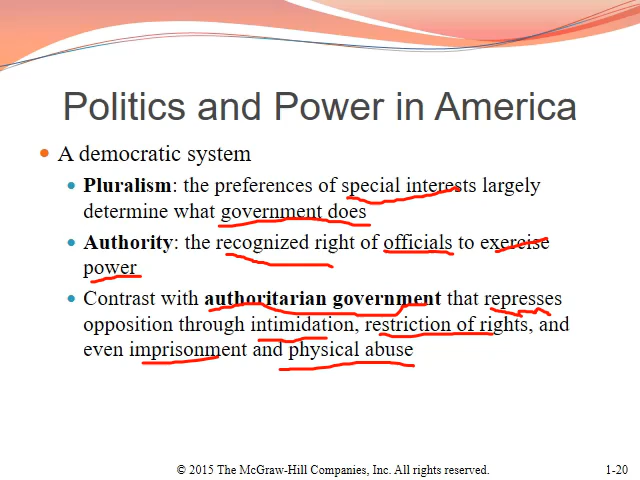 Politics and Power in America
A democratic system
Pluralism: the preferences of special interests largely
determine what government does
Authority: the recognized right of officials to exercise
power
Contrast with authoritarian government that represses
opposition through intimidation, restriction of rights, and
even imprisonment and physical abuse
© 2015 The McGraw-Hill Companies, Inc. All rights reserved.
1-20